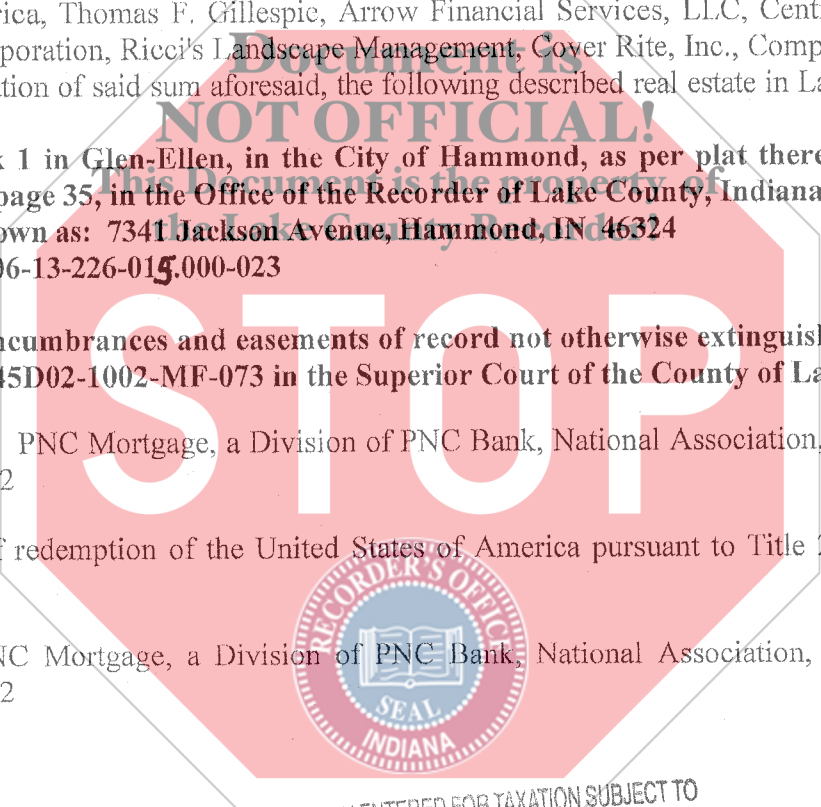 rica, Thomas F. Gillespie, Arrow Financial Services, LLC, Cent
orporation, Ricci's Landscape Management, Cover Rite, Inc., Comp
Document is
tion of said sum aforesaid, the following described real estate in La
NOT OFFICIAL!
k 1 in Glen-Ellen, in the City of Hammond, as per plat there
This Document is the property of
page 35, in the Office of the Recorder of Lake County, Indiana
the Lake County Recorder!
own as: 7341 Jackson Avenue, Hammond, IN 46324
06-13-226-015.000-023
ncumbrances and easements of record not otherwise extinguish
45D02-1002-MF-073 in the Superior Court of the County of La
STOP
PNC Mortgage, a Division of PNC Bank, National Association,
2
f redemption of the United States of America pursuant to Title 2
RECORDER'S OFFICE
NC Mortgage, a Division of PNC Bank, National Association,
2
SEAL
INDIANA
ENTERED FOR TAXATION SUBJECT TO